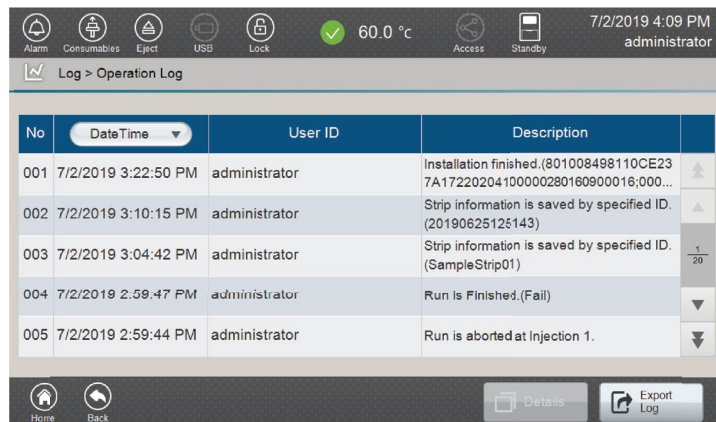 7/2/2019 4:09 PM
60.0 °c
administrator
Alarm Consumables Eject USB Lock Access Standby
Log > Operation Log
No DateTime User ID Description
001 7/2/2019 3:22:50 PM administrator Installation finished.(801008498110CE23
7A17220204100000280160900016;000...
002 7/2/2019 3:10:15 PM administrator Strip information is saved by specified ID.
(20190625125143)
003 7/2/2019 3:04:42 PM administrator Strip information is saved by specified ID.
(SampleStrip01)
1
20
004 7/2/2019 2:59:47 PM administrator Run is Finished.(Fail)
005 7/2/2019 2:59:44 PM administrator Run is aborted at Injection 1.
Home Back Details Export
Log